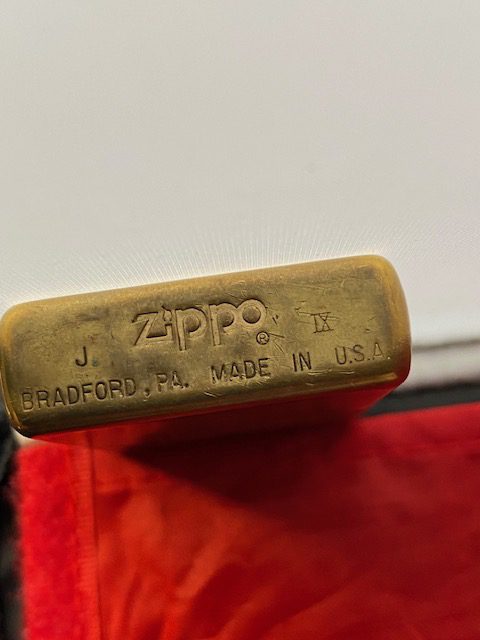 Zippo ®
J. IX
BRADFORD, PA. MADE IN U.S.A.